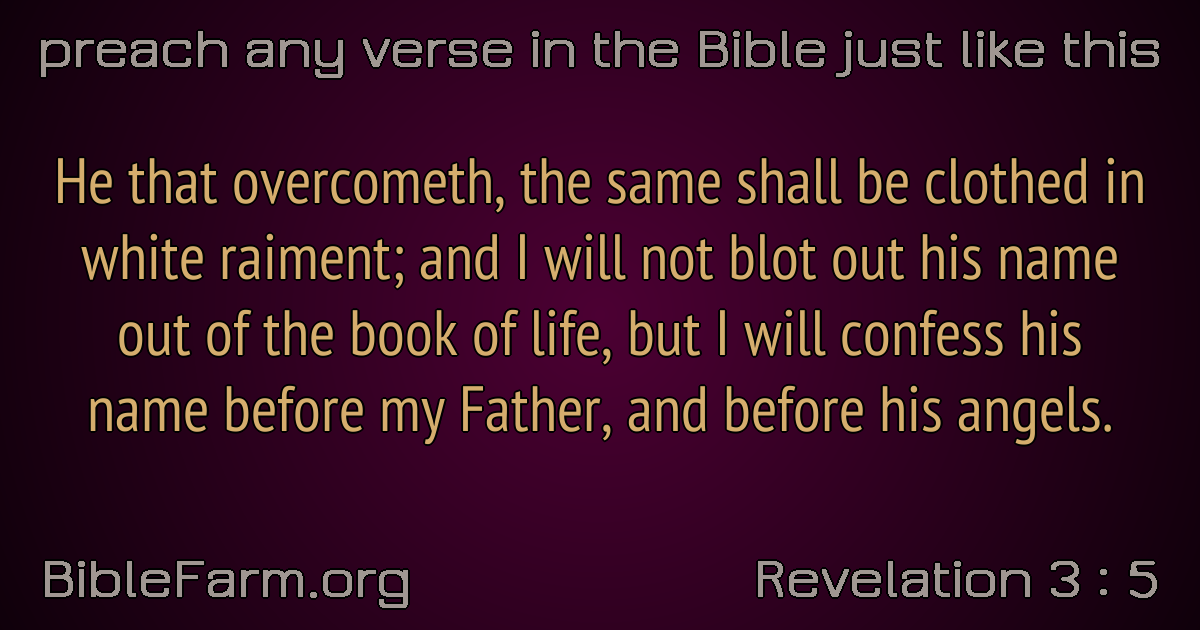 preach any verse in the Bible just like this
He that overcometh, the same shall be clothed in
white raiment; and I will not blot out his name
out of the book of life, but I will confess his
name before my Father, and before his angels.
BibleFarm.org
Revelation 3 : 5